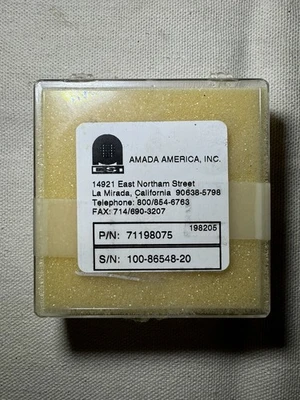 AMADA AMERICA, INC.
CSI
14921 East Northam Street
La Mirada, California 90638-5798
Telephone: 800/854-6763
FAX: 714/690-3207
198205
P/N: 71198075
S/N: 100-86548-20